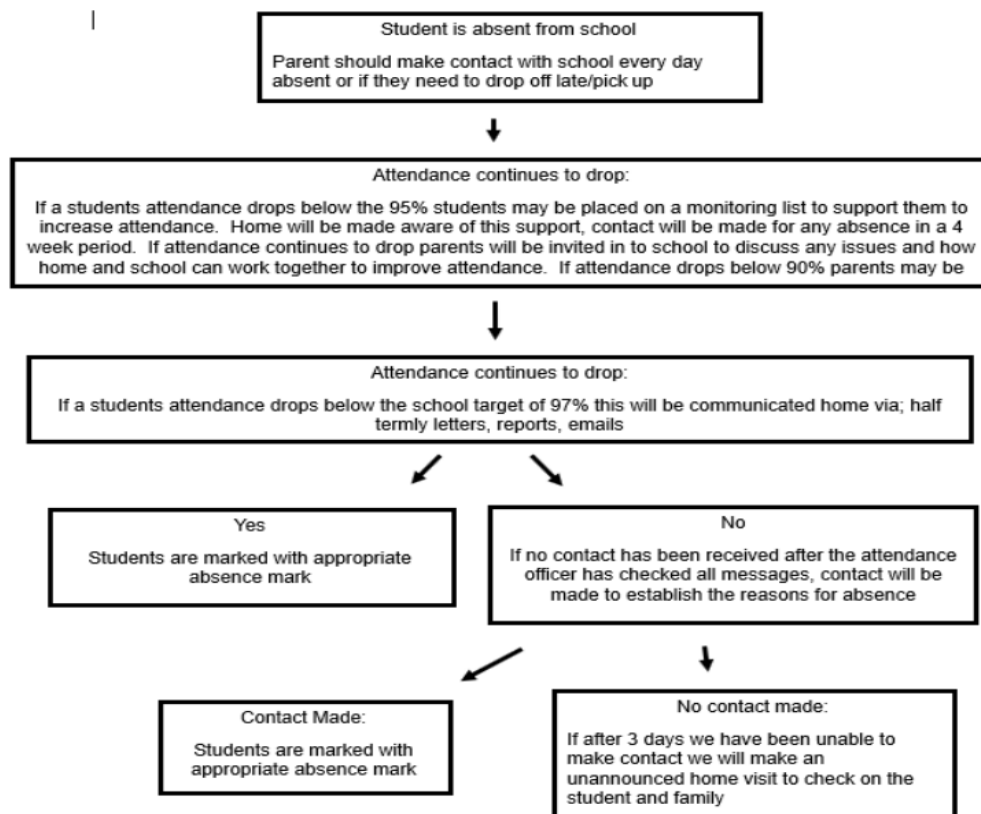 Student is absent from school
Parent should make contact with school every day
absent or if they need to drop off late/pick up
Attendance continues to drop:
If a students attendance drops below the 95% students may be placed on a monitoring list to support them to
increase attendance. Home will be made aware of this support, contact will be made for any absence in a 4
week period. If attendance continues to drop parents will be invited in to school to discuss any issues and how
home and school can work together to improve attendance. If attendance drops below 90% parents may be
Attendance continues to drop:
If a students attendance drops below the school target of 97% this will be communicated home via; half
termly letters, reports, emails
Yes
Students are marked with appropriate
absence mark
No
If no contact has been received after the attendance
officer has checked all messages, contact will be
made to establish the reasons for absence
Contact Made:
Students are marked with
appropriate absence mark
No contact made:
If after 3 days we have been unable to
make contact we will make an
unannounced home visit to check on the
student and family